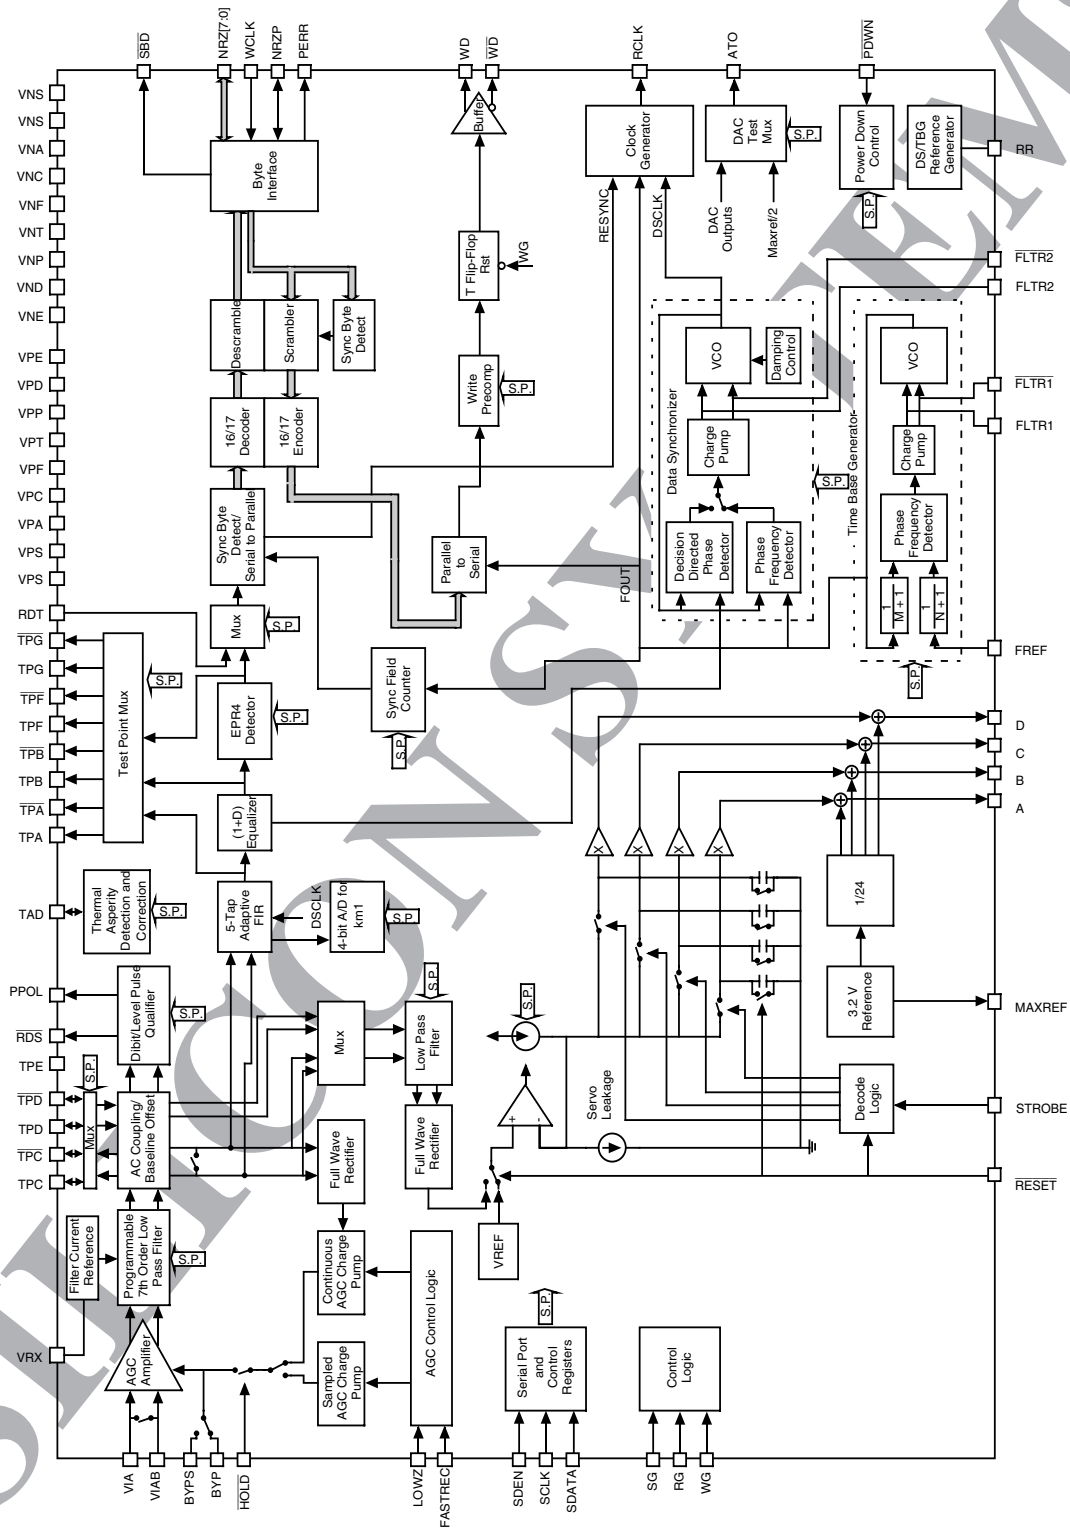 SBD
NRZ[7:0]
WCLK
NRZP
PERR
WD
WD
RCLK
ATO
PDWN
VNS
VNS
VNA
VNC
VNF
VNT
VNP
VND
VNE
VPE
VPD
VPP
VPT
VPF
VPC
VPA
VPS
VPS
RDT
TPG
TPG
TPF
TPF
TPB
TPB
TPA
TPA
TAD
PPOL
RDS
TPE
TPD
TPD
TPC
TPC
VRX
Byte
Interface
Buffer
Clock
Generator
DAC
Test
Mux
S.P.
Power Down
Control
S.P.
DS/TBG
Reference
Generator
RR
RESYNC
DSCLK
DAC
Outputs
Maxref/2
T Flip-Flop
Rst
WG
Descrambler
Scrambler
Sync Byte
Detect
16/17
Decoder
16/17
Encoder
Write
Precomp
S.P.
Data Synchronizer
VCO
Damping
Control
Charge
Pump
Decision
Directed
Phase
Detector
Phase
Frequency
Detector
S.P.
Time Base Generator
VCO
Charge
Pump
Phase
Frequency
Detector
1
M + 1
1
N + 1
S.P.
FLTR2
FLTR2
FLTR1
FLTR1
FREF
Sync Byte
Detect/
Serial to Parallel
Parallel
to
Serial
FOUT
Mux
S.P.
Sync Field
Counter
S.P.
Test Point Mux
S.P.
EPR4
Detector
S.P.
(1+D)
Equalizer
5-Tap
Adaptive
FIR
DSCLK
4-bit A/D for
km1
S.P.
Thermal
Asperity
Detection and
Correction
S.P.
Dibit/Level Pulse
Qualifier
S.P.
S.P.
Mux
AC Coupling/
Baseline Offset
Mux
Low Pass
Filter
S.P.
Full Wave
Rectifier
Full Wave
Rectifier
S.P.
+
-
Servo
Leakage
X
X
X
X
+
+
+
+
D
C
B
A
1/24
3.2 V
Reference
MAXREF
Decode
Logic
STROBE
RESET
VREF
Filter Current
Reference
Programmable
7th Order Low
Pass Filter
S.P.
AGC
Amplifier
Continuous
AGC Charge
Pump
Sampled
AGC Charge
Pump
AGC Control Logic
Serial Port
and
Control
Registers
S.P.
Control
Logic
VIA
VIAB
BYPS
BYP
HOLD
LOWZ
FASTREC
SDEN
SCLK
SDATA
SG
RG
WG